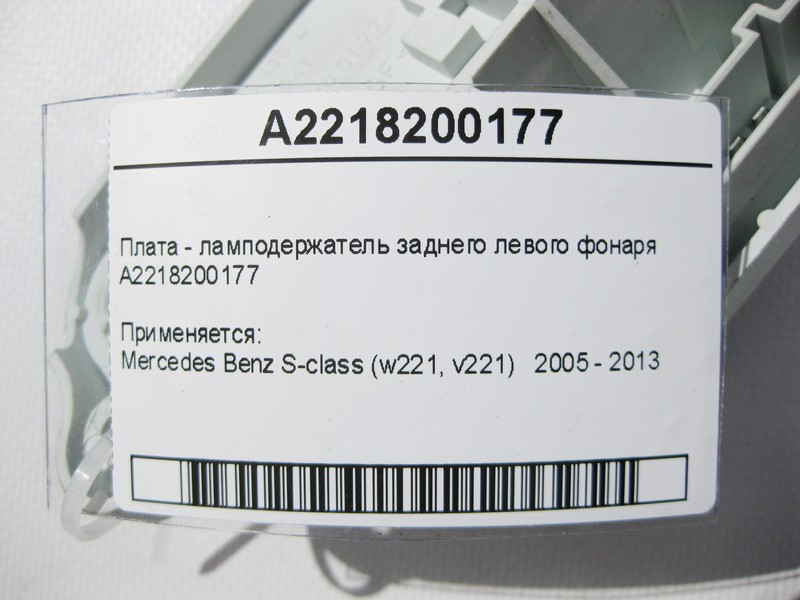 A2218200177
Плата - ламподержатель заднего левого фонаря
A2218200177
Применяется:
Mercedes Benz S-class (w221, v221) 2005 - 2013